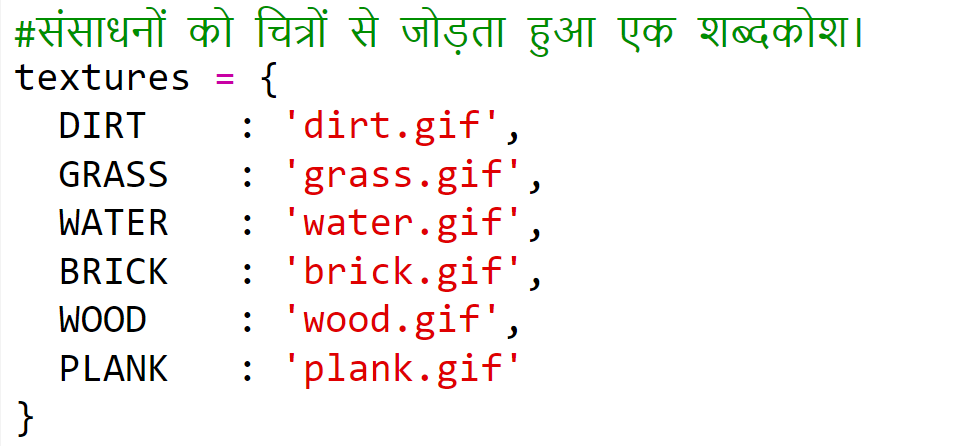 #संसाधनों को चित्रों से जोड़ता हुआ एक शब्दकोश।
textures = {
  DIRT    : 'dirt.gif',
  GRASS   : 'grass.gif',
  WATER   : 'water.gif',
  BRICK   : 'brick.gif',
  WOOD    : 'wood.gif',
  PLANK   : 'plank.gif'
}